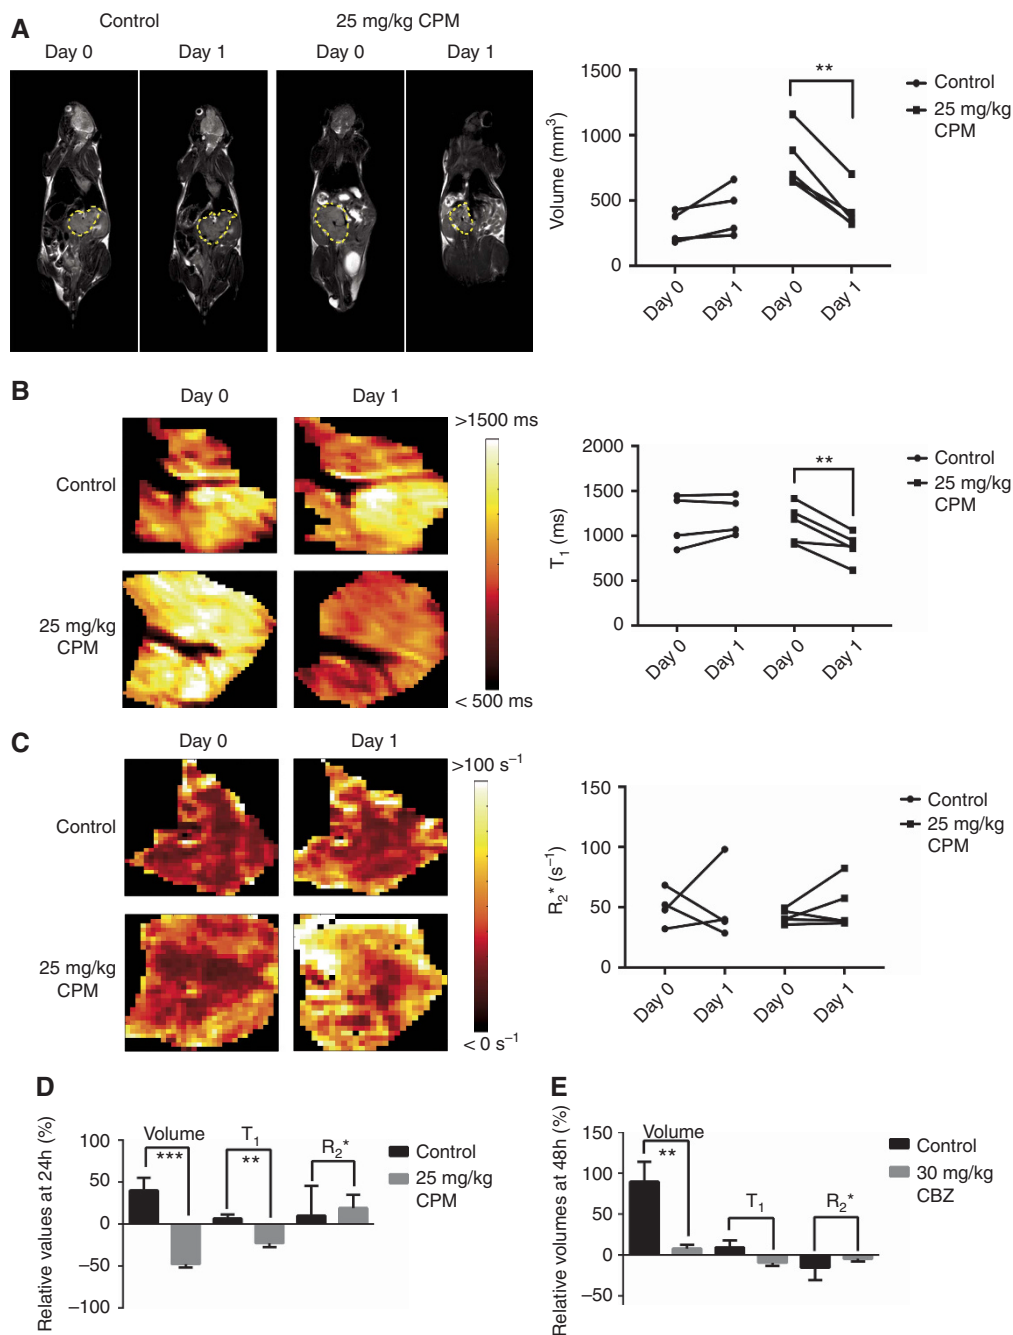 A
Control
25 mg/kg CPM
Day 0
Day 1
Day 0
Day 1
Volume (mm³)
1500
1000
500
0
**
Day 0
Day 1
Day 0
Day 1
Control
25 mg/kg
CPM
B
Day 0
Day 1
Control
25 mg/kg
CPM
>1500 ms
< 500 ms
T₁ (ms)
2000
1500
1000
500
0
**
Day 0
Day 1
Day 0
Day 1
Control
25 mg/kg
CPM
C
Day 0
Day 1
Control
25 mg/kg
CPM
>100 s⁻¹
< 0 s⁻¹
R₂* (s⁻¹)
150
100
50
0
Day 0
Day 1
Day 0
Day 1
Control
25 mg/kg
CPM
D
Relative values at 24h (%)
100
50
0
−50
−100
Volume
***
T₁
**
R₂*
Control
25 mg/kg
CPM
E
Relative volumes at 48h (%)
150
100
50
0
−50
Volume
**
T₁
R₂*
Control
30 mg/kg
CBZ